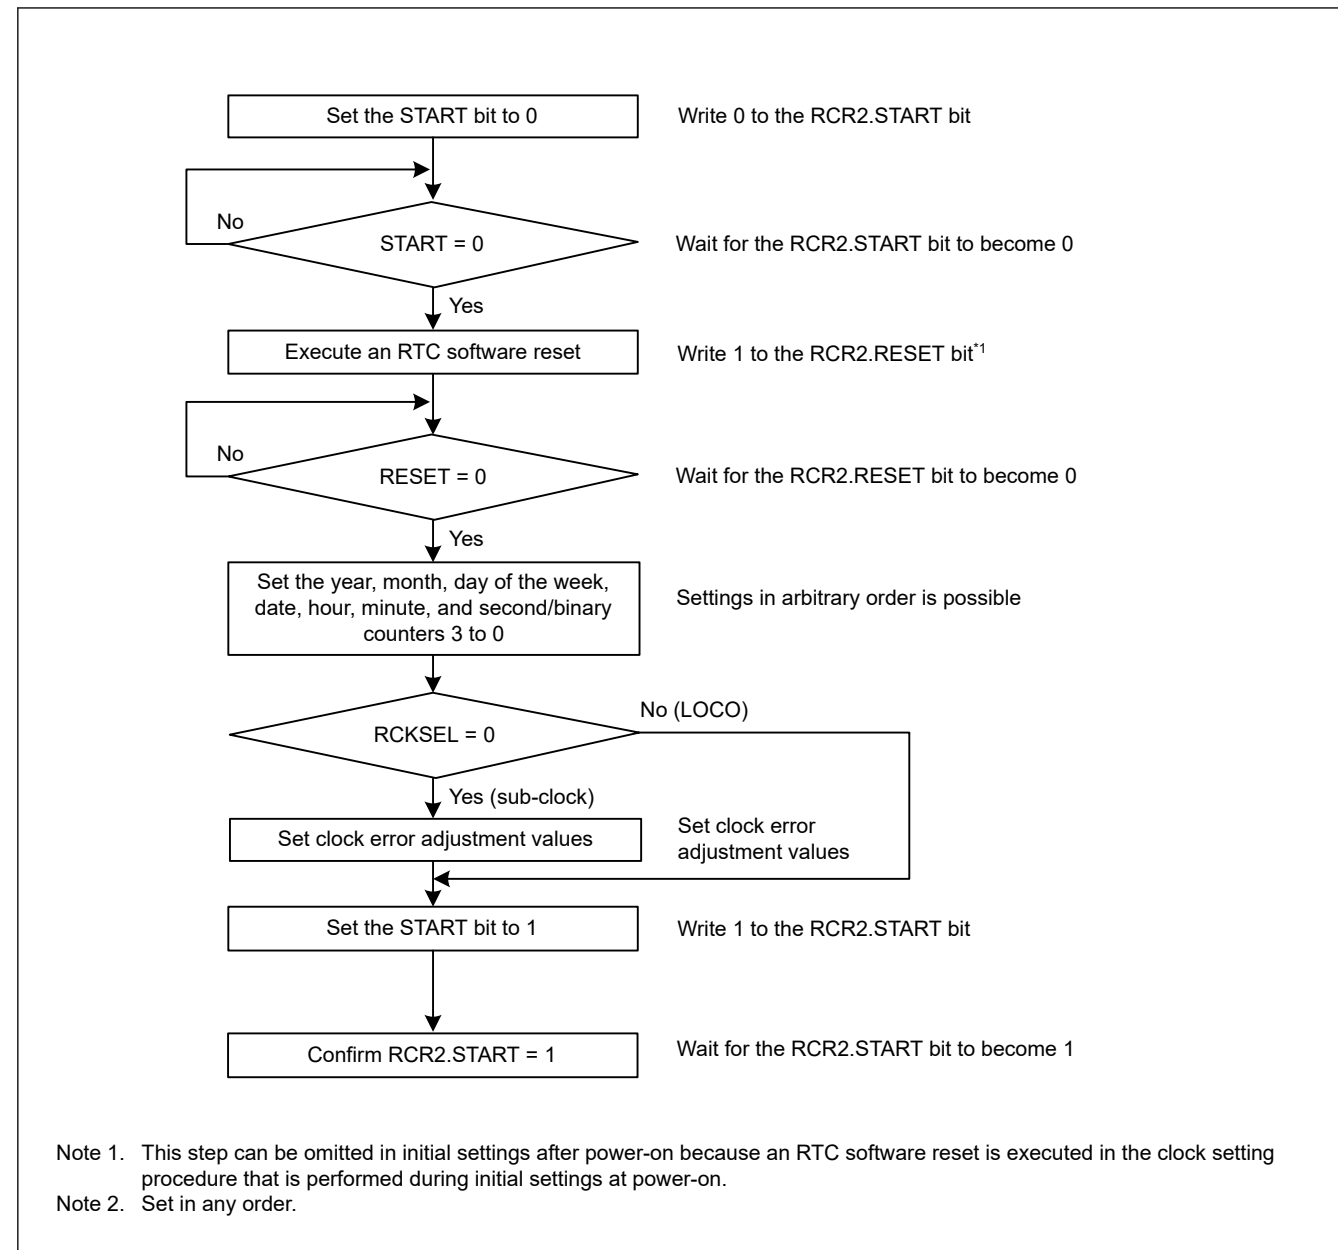 Set the START bit to 0
Write 0 to the RCR2.START bit
No
START = 0
Wait for the RCR2.START bit to become 0
Yes
Execute an RTC software reset
Write 1 to the RCR2.RESET bit*1
No
RESET = 0
Wait for the RCR2.RESET bit to become 0
Yes
Set the year, month, day of the week,
date, hour, minute, and second/binary
counters 3 to 0
Settings in arbitrary order is possible
No (LOCO)
RCKSEL = 0
Yes (sub-clock)
Set clock error adjustment values
Set clock error
adjustment values
Set the START bit to 1
Write 1 to the RCR2.START bit
Confirm RCR2.START = 1
Wait for the RCR2.START bit to become 1
Note 1. This step can be omitted in initial settings after power-on because an RTC software reset is executed in the clock setting
procedure that is performed during initial settings at power-on.
Note 2. Set in any order.